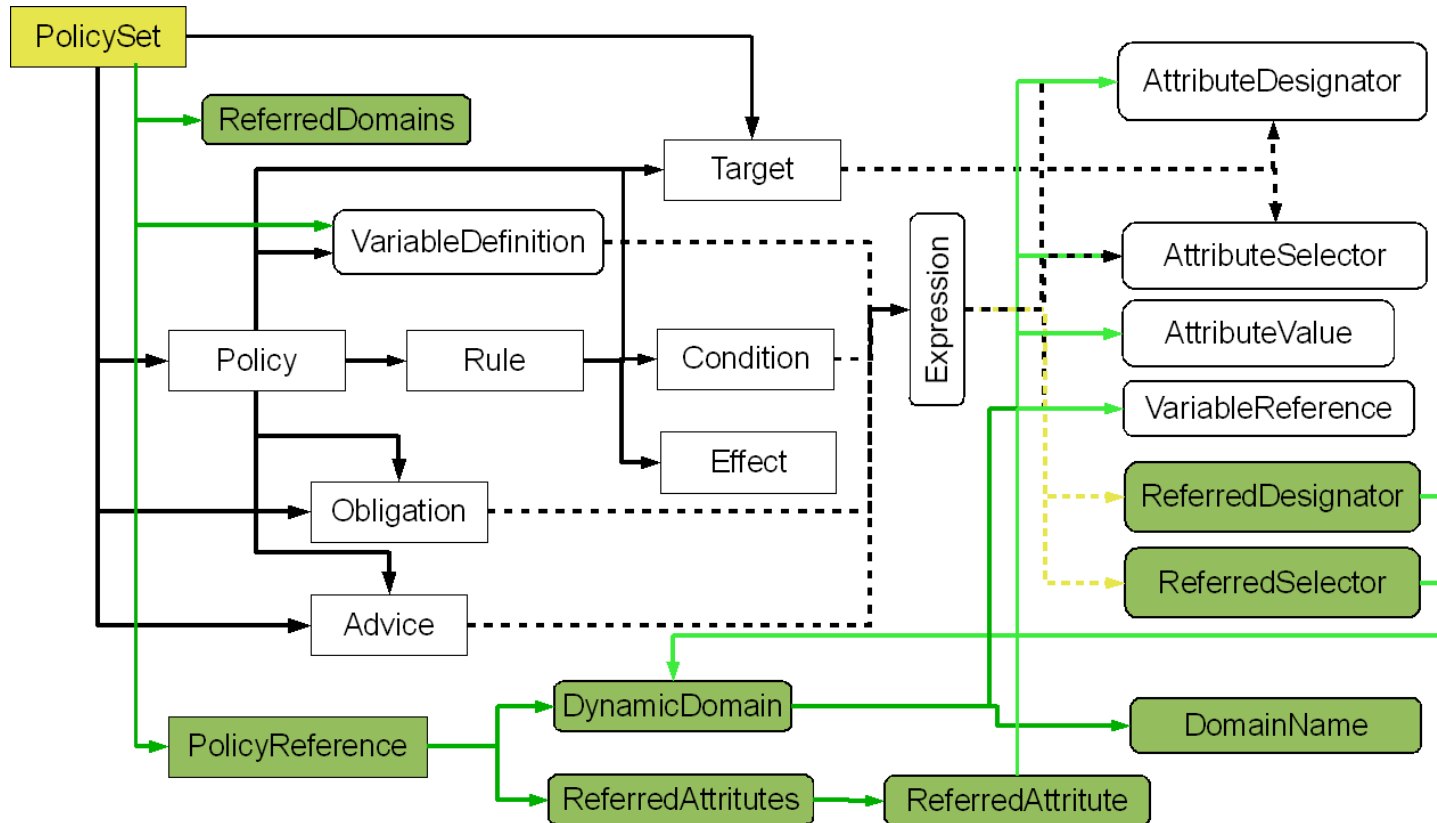 PolicySet
AttributeDesignator
ReferredDomains
Target
VariableDefinition
AttributeSelector
Expression
AttributeValue
Policy
Rule
Condition
VariableReference
Effect
ReferredDesignator
Obligation
ReferredSelector
Advice
DynamicDomain
DomainName
PolicyReference
ReferredAttritutes
ReferredAttritute